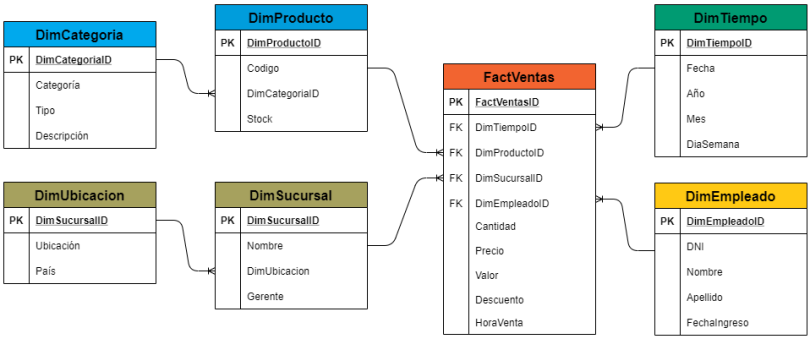 DimCategoria
PK DimCategoriaID
Categoría
Tipo
Descripción
DimProducto
PK DimProductoID
Codigo
DimCategoriaID
Stock
DimUbicacion
PK DimSucursalID
Ubicación
País
DimSucursal
PK DimSucursalID
Nombre
DimUbicacion
Gerente
FactVentas
PK FactVentasID
FK DimTiempoID
FK DimProductoID
FK DimSucursalID
FK DimEmpleadoID
Cantidad
Precio
Valor
Descuento
HoraVenta
DimTiempo
PK DimTiempoID
Fecha
Año
Mes
DiaSemana
DimEmpleado
PK DimEmpleadoID
DNI
Nombre
Apellido
FechaIngreso